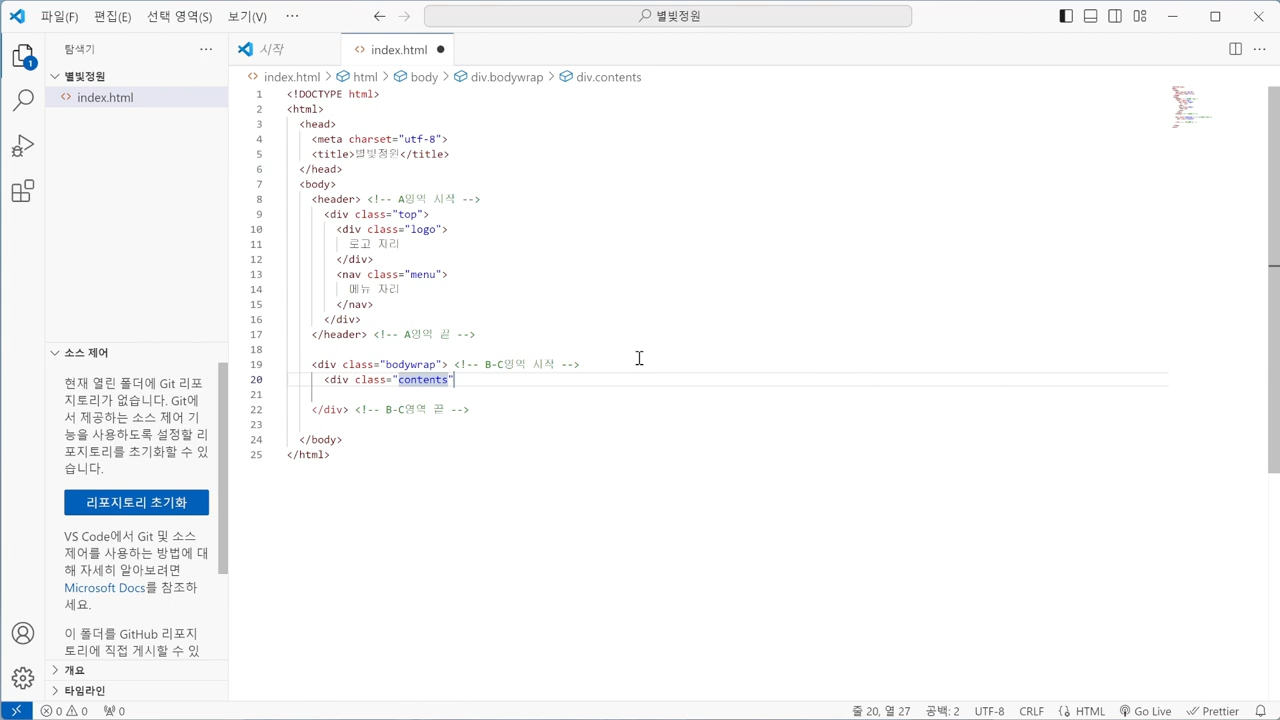 파일(F) 편집(E) 선택 영역(S) 보기(V) ··· 별빛정원
탐색기 ···
시작 index.html
별빛정원
index.html
1
index.html > html > body > div.bodywrap > div.contents
1 <!DOCTYPE html>
2 <html>
3 <head>
4 <meta charset="utf-8">
5 <title>별빛정원</title>
6 </head>
7 <body>
8 <header> <!-- A영역 시작 -->
9 <div class="top">
10 <div class="logo">
11 로고 자리
12 </div>
13 <nav class="menu">
14 메뉴 자리
15 </nav>
16 </div>
17 </header> <!-- A영역 끝 -->
18
19 <div class="bodywrap"> <!-- B-C영역 시작 -->
20 <div class="contents"
21
22 </div> <!-- B-C영역 끝 -->
23
24 </body>
25 </html>
소스 제어
현재 열린 폴더에 Git 리포
지토리가 없습니다. Git에
서 제공하는 소스 제어 기
능을 사용하도록 설정할 리
포지토리를 초기화할 수 있
습니다.
리포지토리 초기화
VS Code에서 Git 및 소스
제어를 사용하는 방법에 대
해 자세히 알아보려면
Microsoft Docs를 참조하
세요.
이 폴더를 GitHub 리포지
토리에 직접 게시할 수 있
개요
타임라인
0 0 0 줄 20, 열 27 공백: 2 UTF-8 CRLF HTML Go Live Prettier